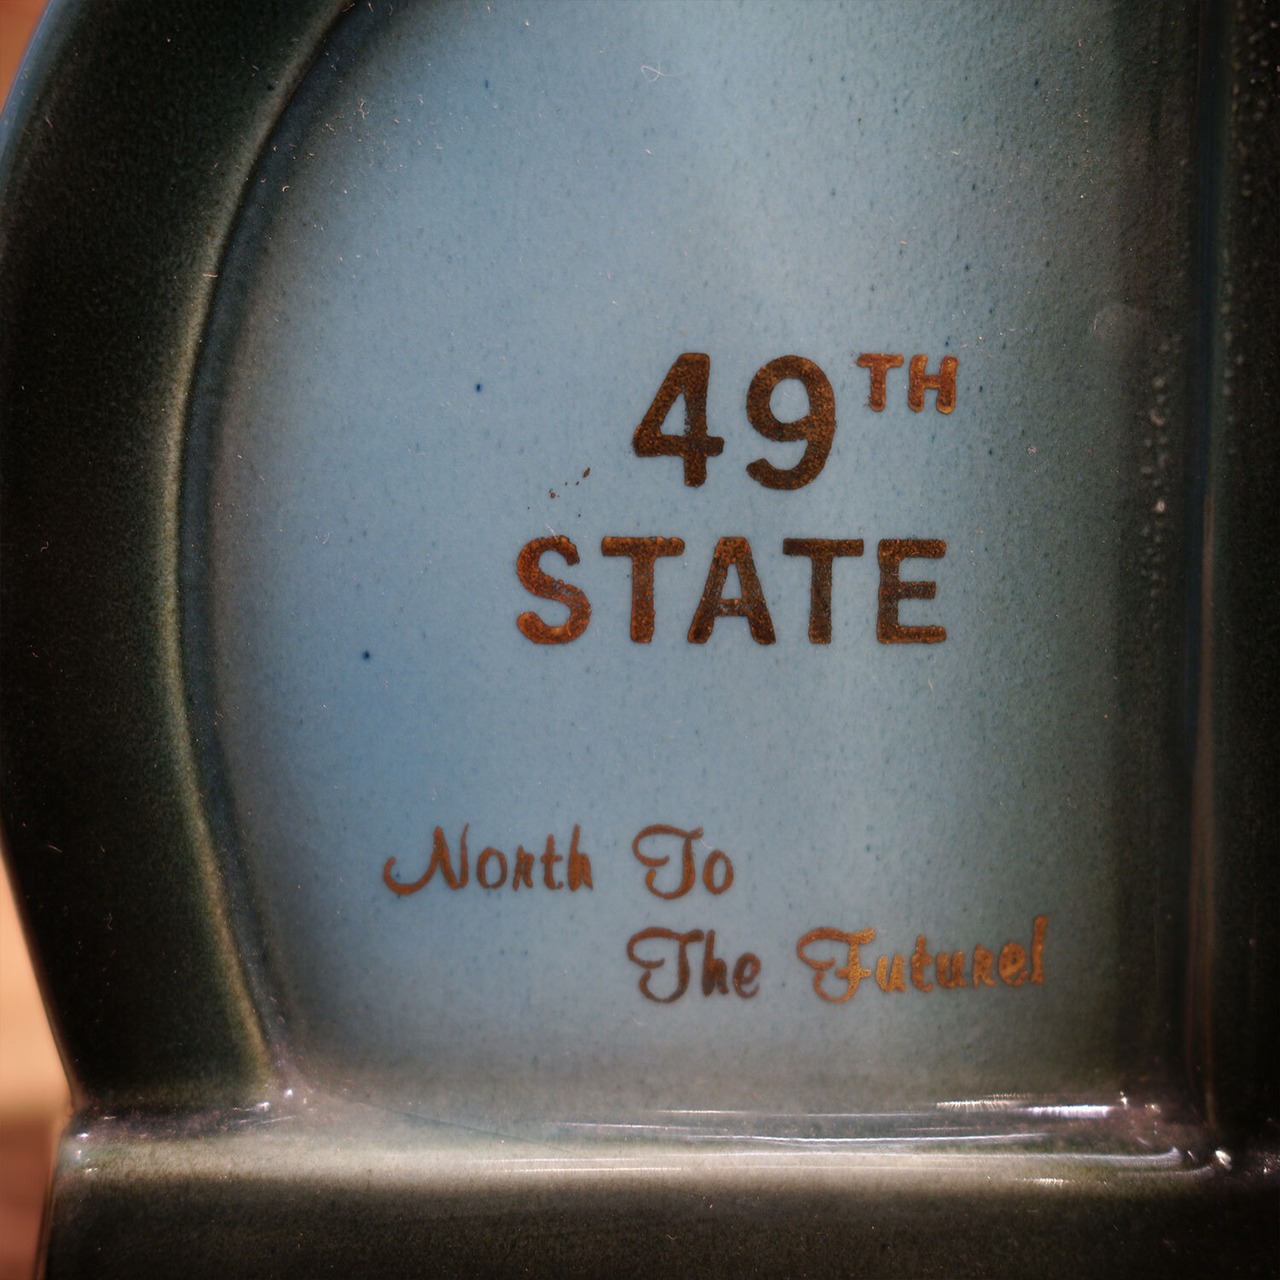 49TH
STATE
North To
The Future!